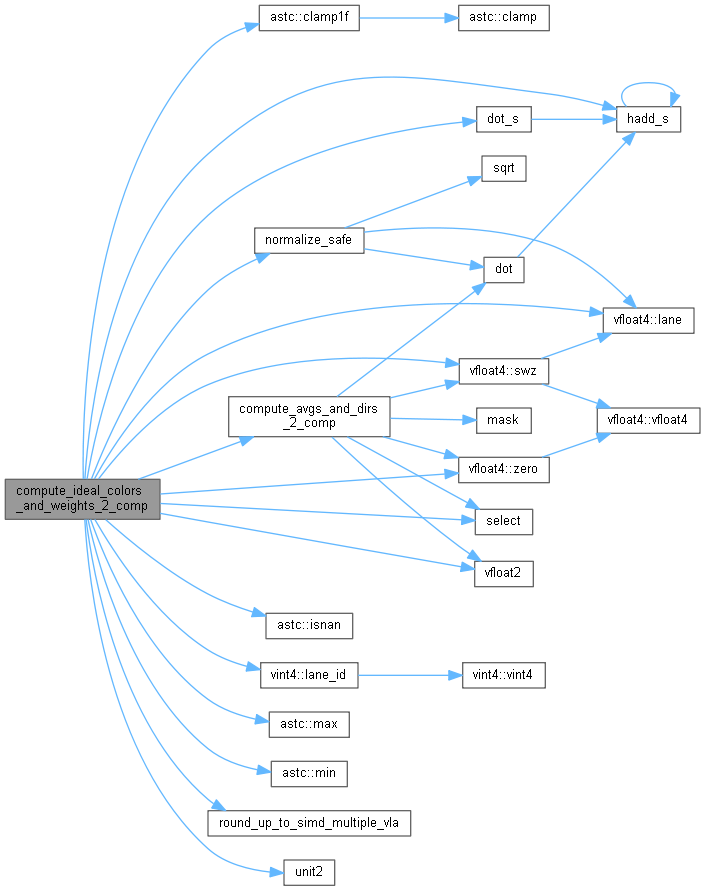 astc::clamp1f
astc::clamp
dot_s
hadd_s
sqrt
normalize_safe
dot
vfloat4::lane
vfloat4::swz
compute_avgs_and_dirs
_2_comp
mask
vfloat4::vfloat4
vfloat4::zero
compute_ideal_colors
_and_weights_2_comp
select
vfloat2
astc::isnan
vint4::lane_id
vint4::vint4
astc::max
astc::min
round_up_to_simd_multiple_vla
unit2